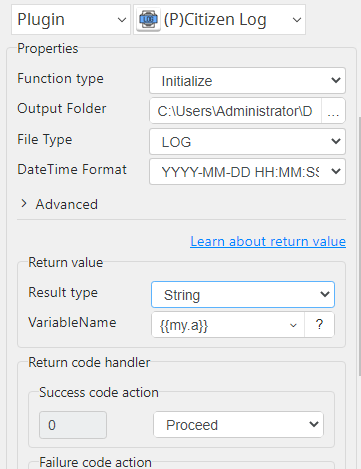 Plugin (P)Citizen Log
Properties
Function type Initialize
Output Folder C:\Users\Administrator\D ...
File Type LOG
DateTime Format YYYY-MM-DD HH:MM:SS
Advanced
Learn about return value
Return value
Result type String
VariableName {{my.a}} ?
Return code handler
Success code action
0 Proceed
Failure code action